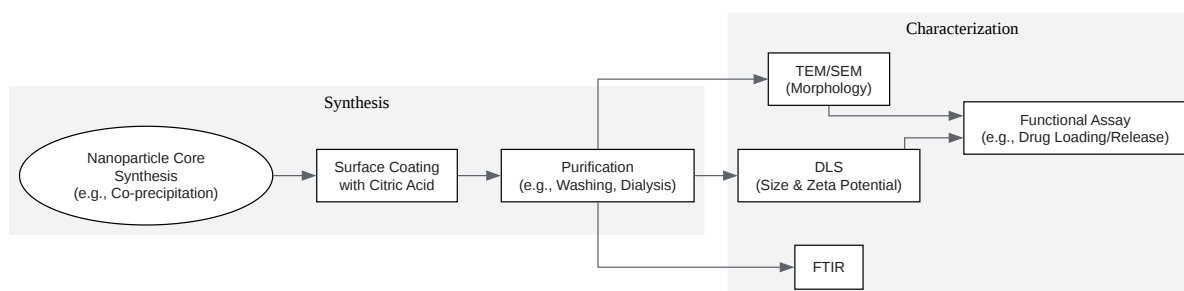 Characterization
Synthesis
Nanoparticle Core
Synthesis
(e.g., Co-precipitation)
Surface Coating
with Citric Acid
Purification
(e.g., Washing, Dialysis)
TEM/SEM
(Morphology)
DLS
(Size & Zeta Potential)
FTIR
Functional Assay
(e.g., Drug Loading/Release)